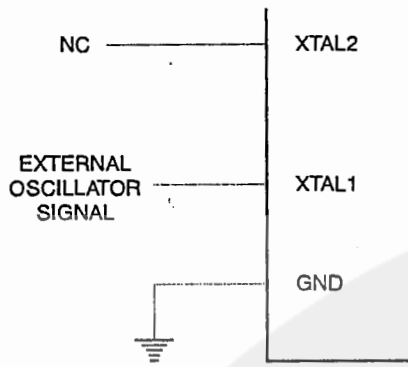 NC
XTAL2
EXTERNAL
OSCILLATOR
SIGNAL
XTAL1
GND